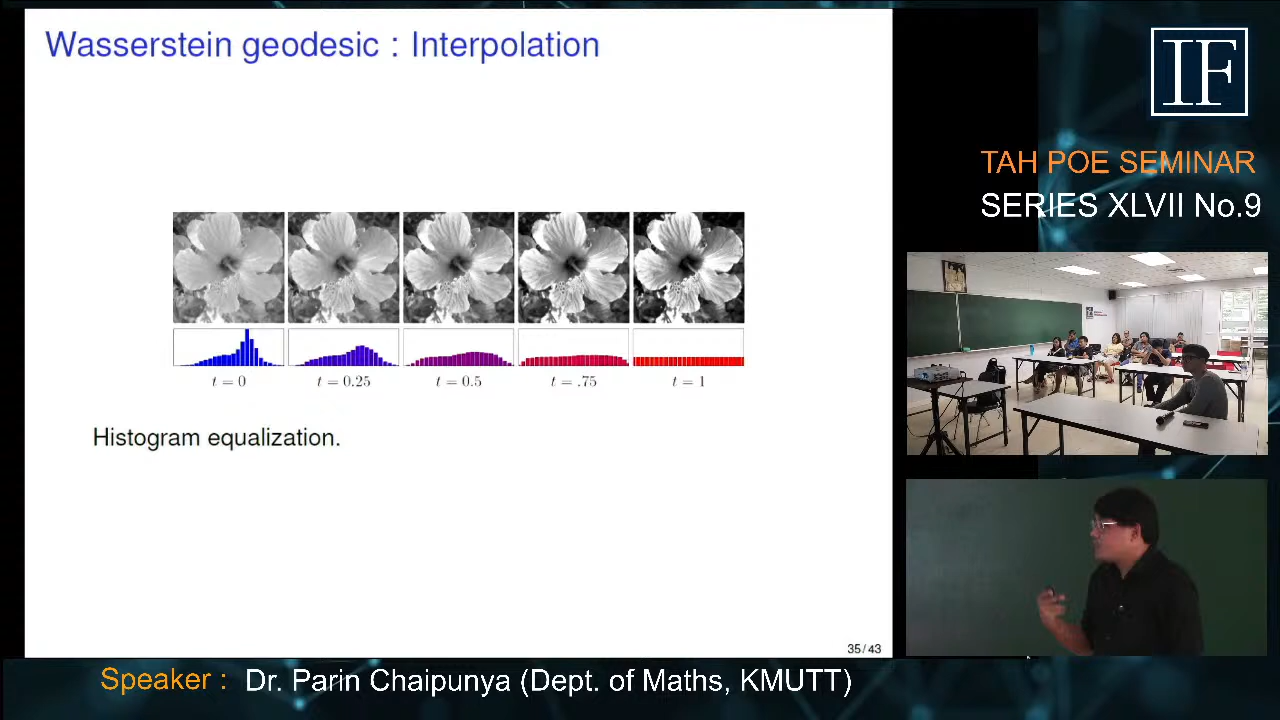 Wasserstein geodesic : Interpolation
t = 0
t = 0.25
t = 0.5
t = .75
t = 1
Histogram equalization.
35/43
IF
TAH POE SEMINAR
SERIES XLVII No.9
Speaker : Dr. Parin Chaipunya (Dept. of Maths, KMUTT)